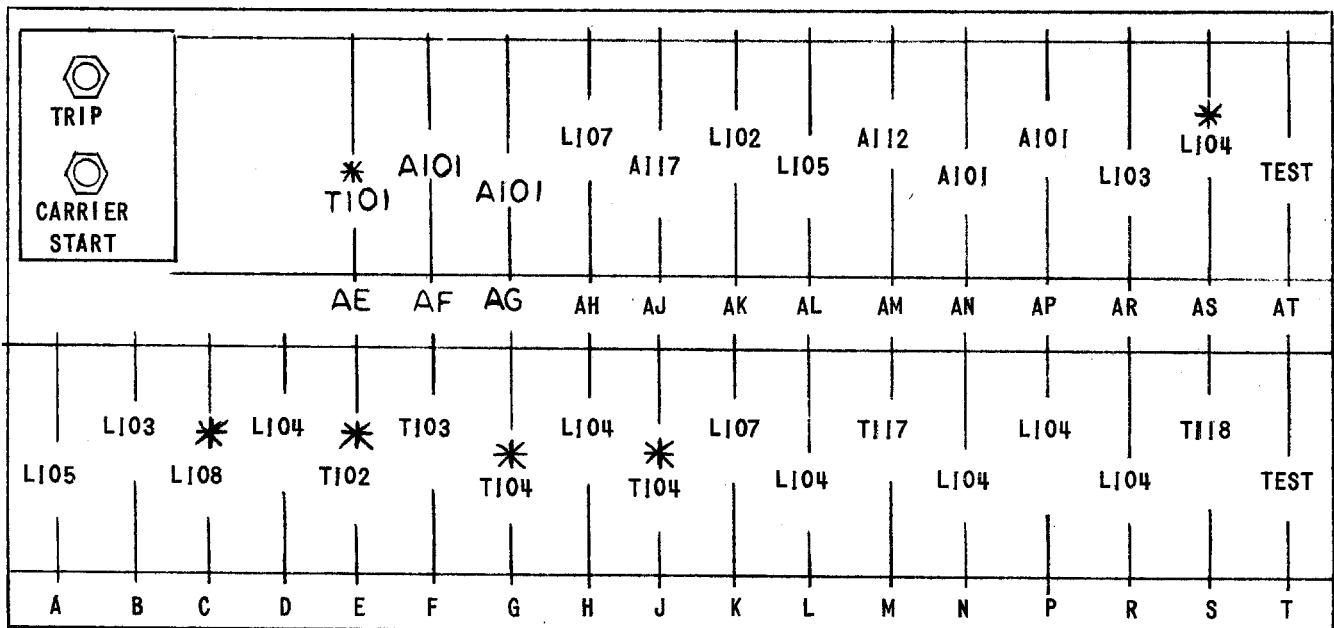 TRIP
CARRIER
START
*
T101
A101
A101
L107
A117
L102
L105
A112
A101
A101
L103
*
L104
TEST
AE AF AG AH AJ AK AL AM AN AP AR AS AT
L105
L103
*
L108
L104
*
T102
T103
*
T104
L104
*
T104
L107
L104
T117
L104
L104
L104
T118
TEST
A B C D E F G H J K L M N P R S T